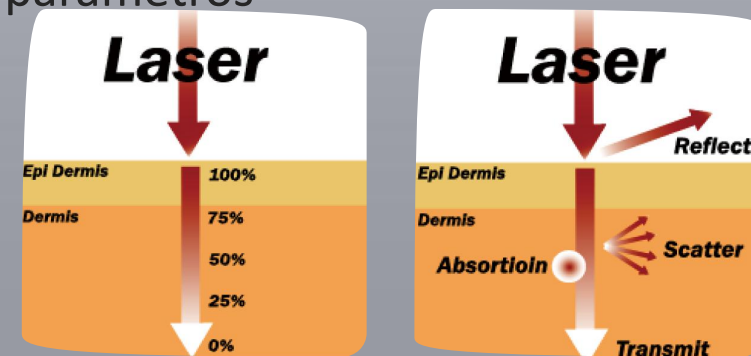 parámetros
Laser
Epi Dermis
100%
Dermis
75%
50%
25%
0%
Laser
Reflect
Epi Dermis
Dermis
Scatter
Absortioin
Transmit